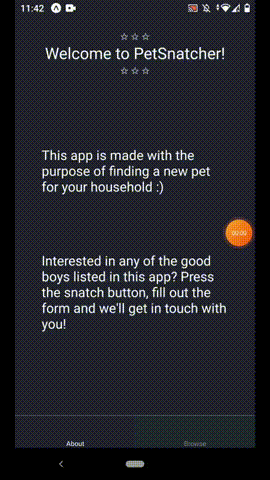 11:42
☆ ☆ ☆
Welcome to PetSnatcher!
☆ ☆ ☆
This app is made with the
purpose of finding a new pet
for your household :)
00:00
Interested in any of the good
boys listed in this app? Press
the snatch button, fill out the
form and we'll get in touch with
you!
About
Browse